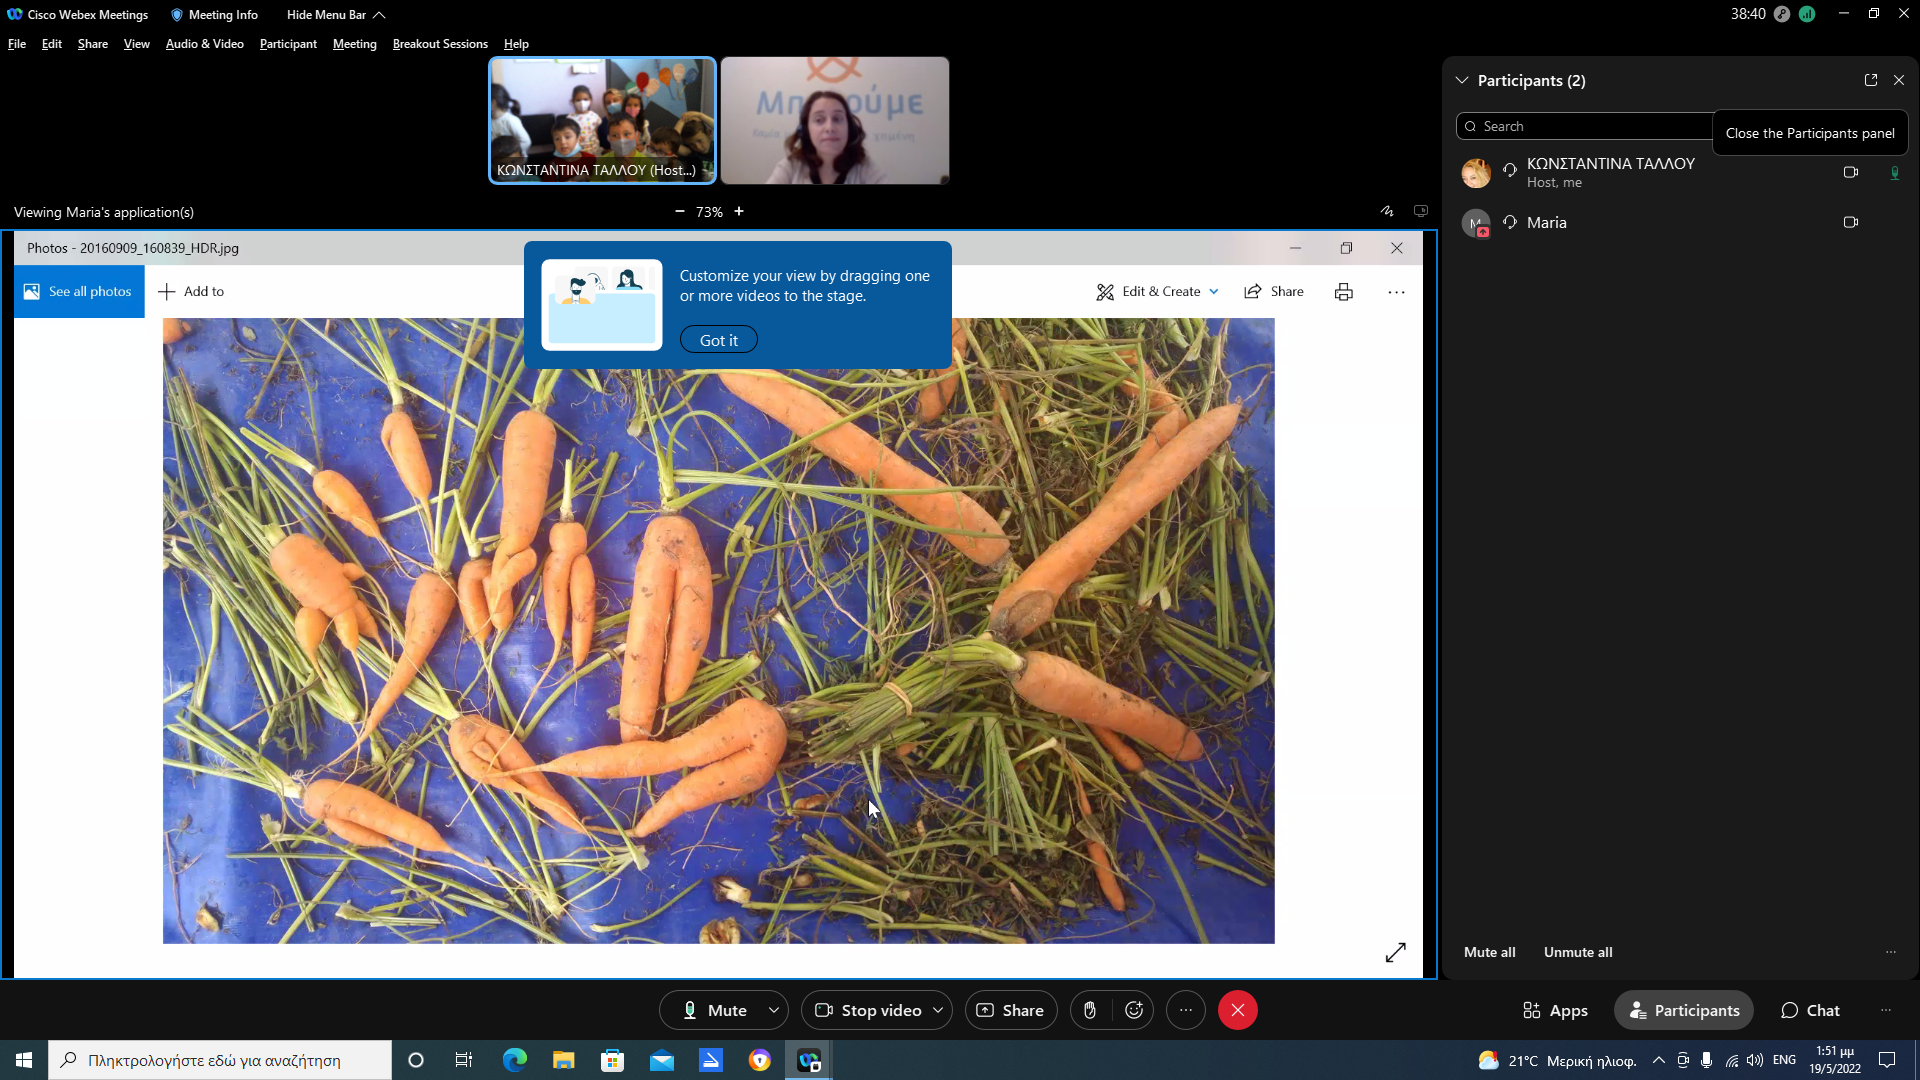 Cisco Webex Meetings
Meeting Info
Hide Menu Bar
38:40
File
Edit
Share
View
Audio & Video
Participant
Meeting
Breakout Sessions
Help
ΚΩΝΣΤΑΝΤΙΝΑ ΤΑΛΛΟΥ (Host...)
Viewing Maria's application(s)
73%
Photos - 20160909_160839_HDR.jpg
See all photos
Add to
Customize your view by dragging one
or more videos to the stage.
Got it
Edit & Create
Share
Participants (2)
Search
Close the Participants panel
ΚΩΝΣΤΑΝΤΙΝΑ ΤΑΛΛΟΥ
Host, me
M
Maria
Mute all
Unmute all
Mute
Stop video
Share
Apps
Participants
Chat
Πληκτρολογήστε εδώ για αναζήτηση
21°C Μερική ηλιοφ.
ENG
1:51 μμ
19/5/2022